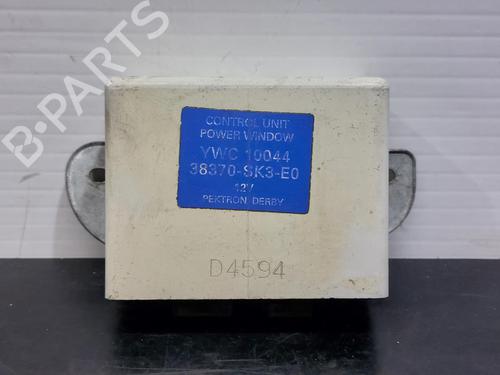 B-PARTS
CONTROL UNIT
POWER WINDOW
YWC 10044
38370-SK3-E0
12V
PEKTRON DERBY
D4594